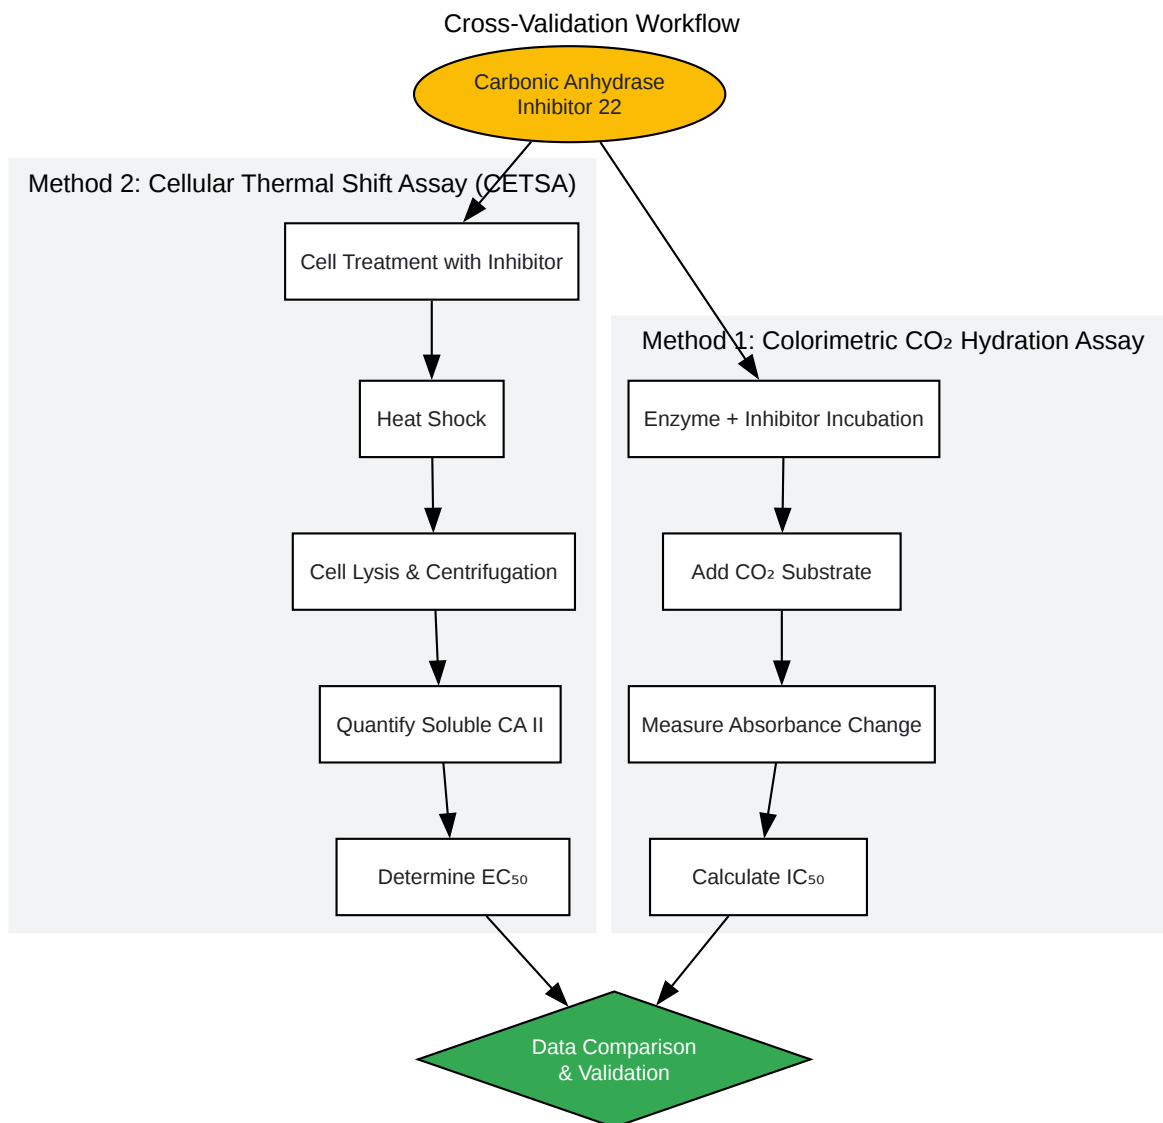 Cross-Validation Workflow
Carbonic Anhydrase
Inhibitor 22
Method 2: Cellular Thermal Shift Assay (CETSA)
Cell Treatment with Inhibitor
Heat Shock
Cell Lysis & Centrifugation
Quantify Soluble CA II
Determine EC₅₀
Method 1: Colorimetric CO₂ Hydration Assay
Enzyme + Inhibitor Incubation
Add CO₂ Substrate
Measure Absorbance Change
Calculate IC₅₀
Data Comparison
& Validation